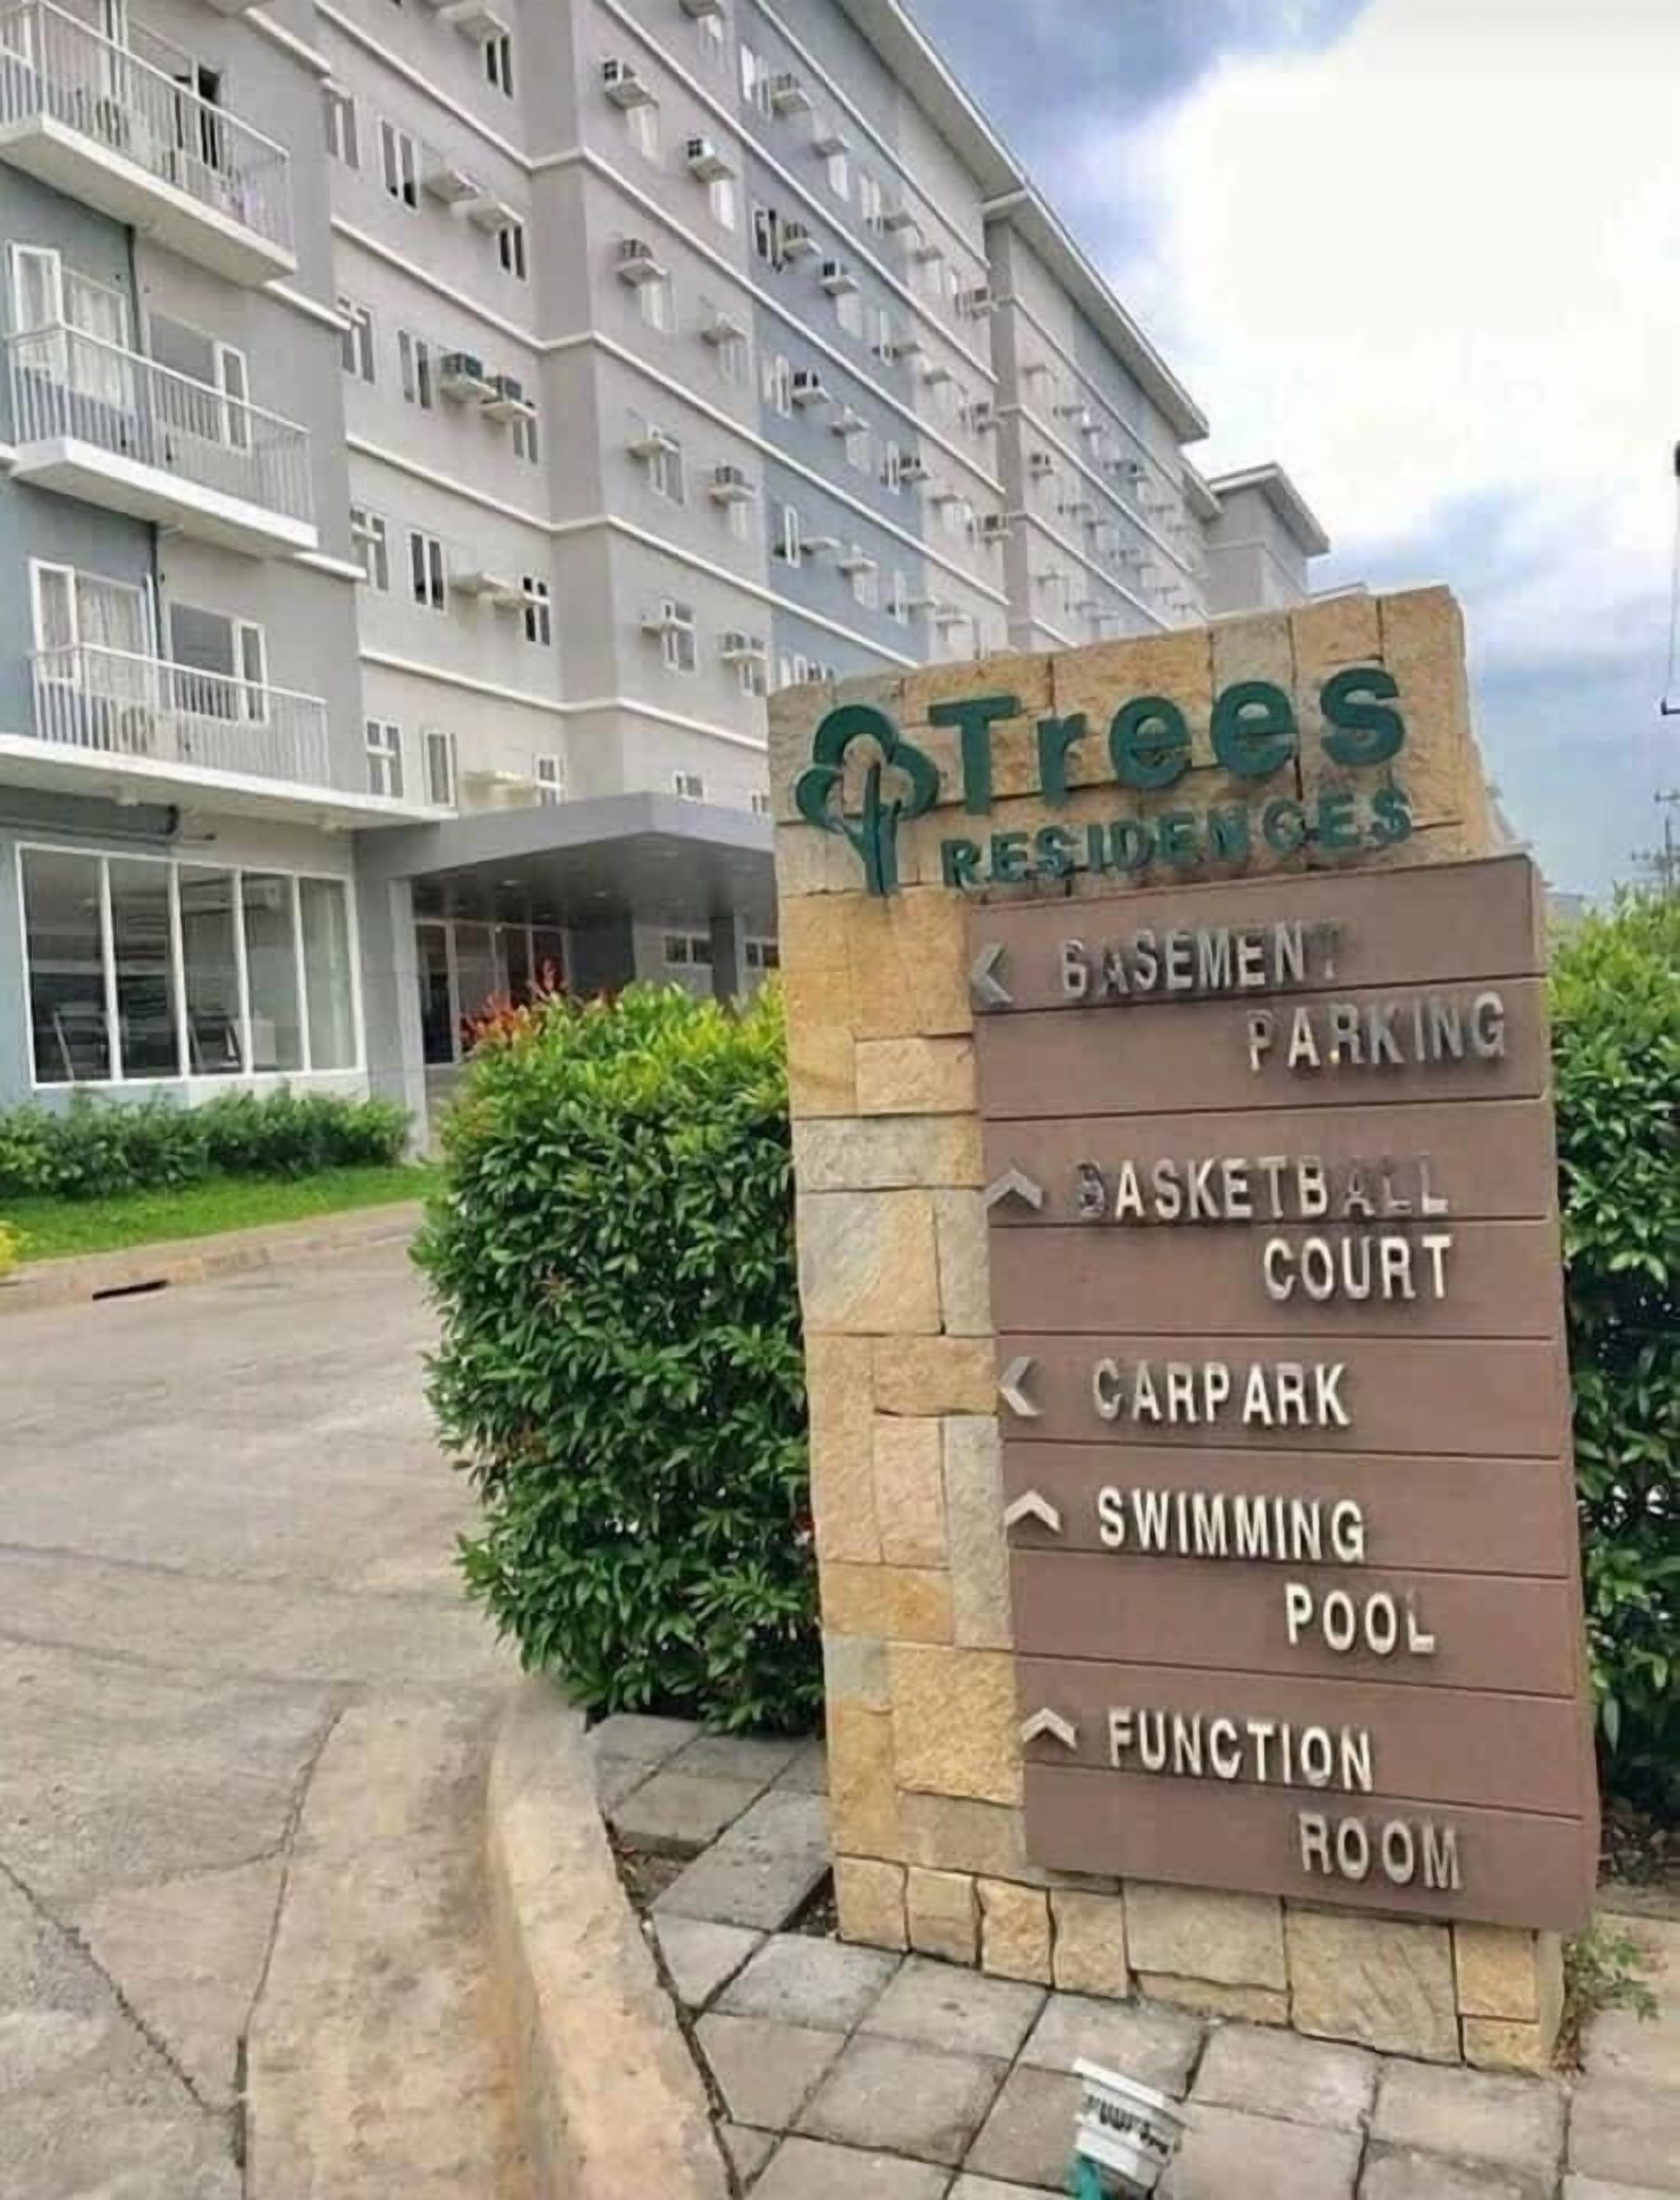 Trees
RESIDENCES
BASEMENT
PARKING
BASKETBALL
COURT
CARPARK
SWIMMING
POOL
FUNCTION
ROOM